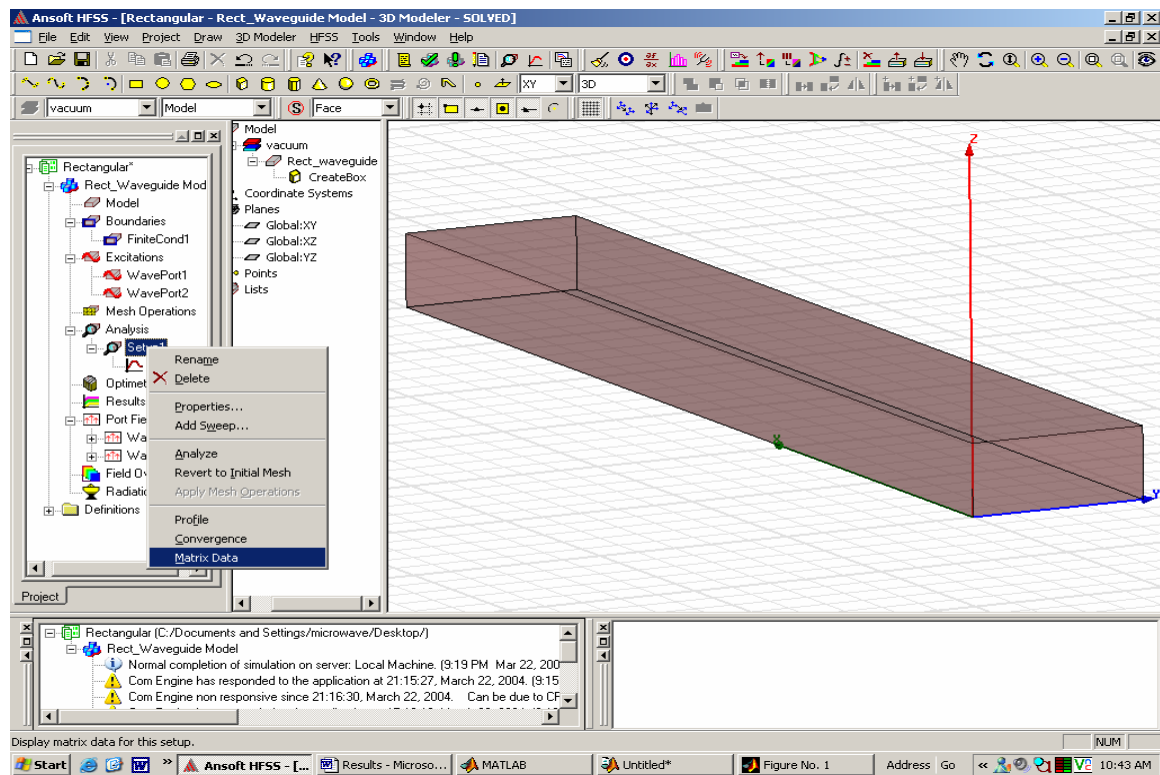 Ansoft HFSS - [Rectangular - Rect_Waveguide Model - 3D Modeler - SOLVED]
File Edit View Project Draw 3D Modeler HFSS Tools Window Help
XY 3D
vacuum Model Face
Rectangular*
Rect_Waveguide Mod
Model
Boundaries
FiniteCond1
Excitations
WavePort1
WavePort2
Mesh Operations
Analysis
Setup1
Optimet
Results
Port Fie
Wa
Wa
Field Ov
Radiatio
Definitions
Project
Rename
Delete
Properties...
Add Sweep...
Analyze
Revert to Initial Mesh
Apply Mesh Operations
Profile
Convergence
Matrix Data
Model
vacuum
Rect_waveguide
CreateBox
Coordinate Systems
Planes
Global:XY
Global:XZ
Global:YZ
Points
Lists
Z
X
Y
Rectangular (C:/Documents and Settings/microwave/Desktop/)
Rect_Waveguide Model
Normal completion of simulation on server: Local Machine. (9:19 PM Mar 22, 200
Com Engine has responded to the application at 21:15:27, March 22, 2004. (9:15
Com Engine non responsive since 21:16:30, March 22, 2004. Can be due to CF
Display matrix data for this setup.
NUM
Start W » Ansoft HFSS - [... Results - Microso... MATLAB Untitled* Figure No. 1 Address Go « 10:43 AM